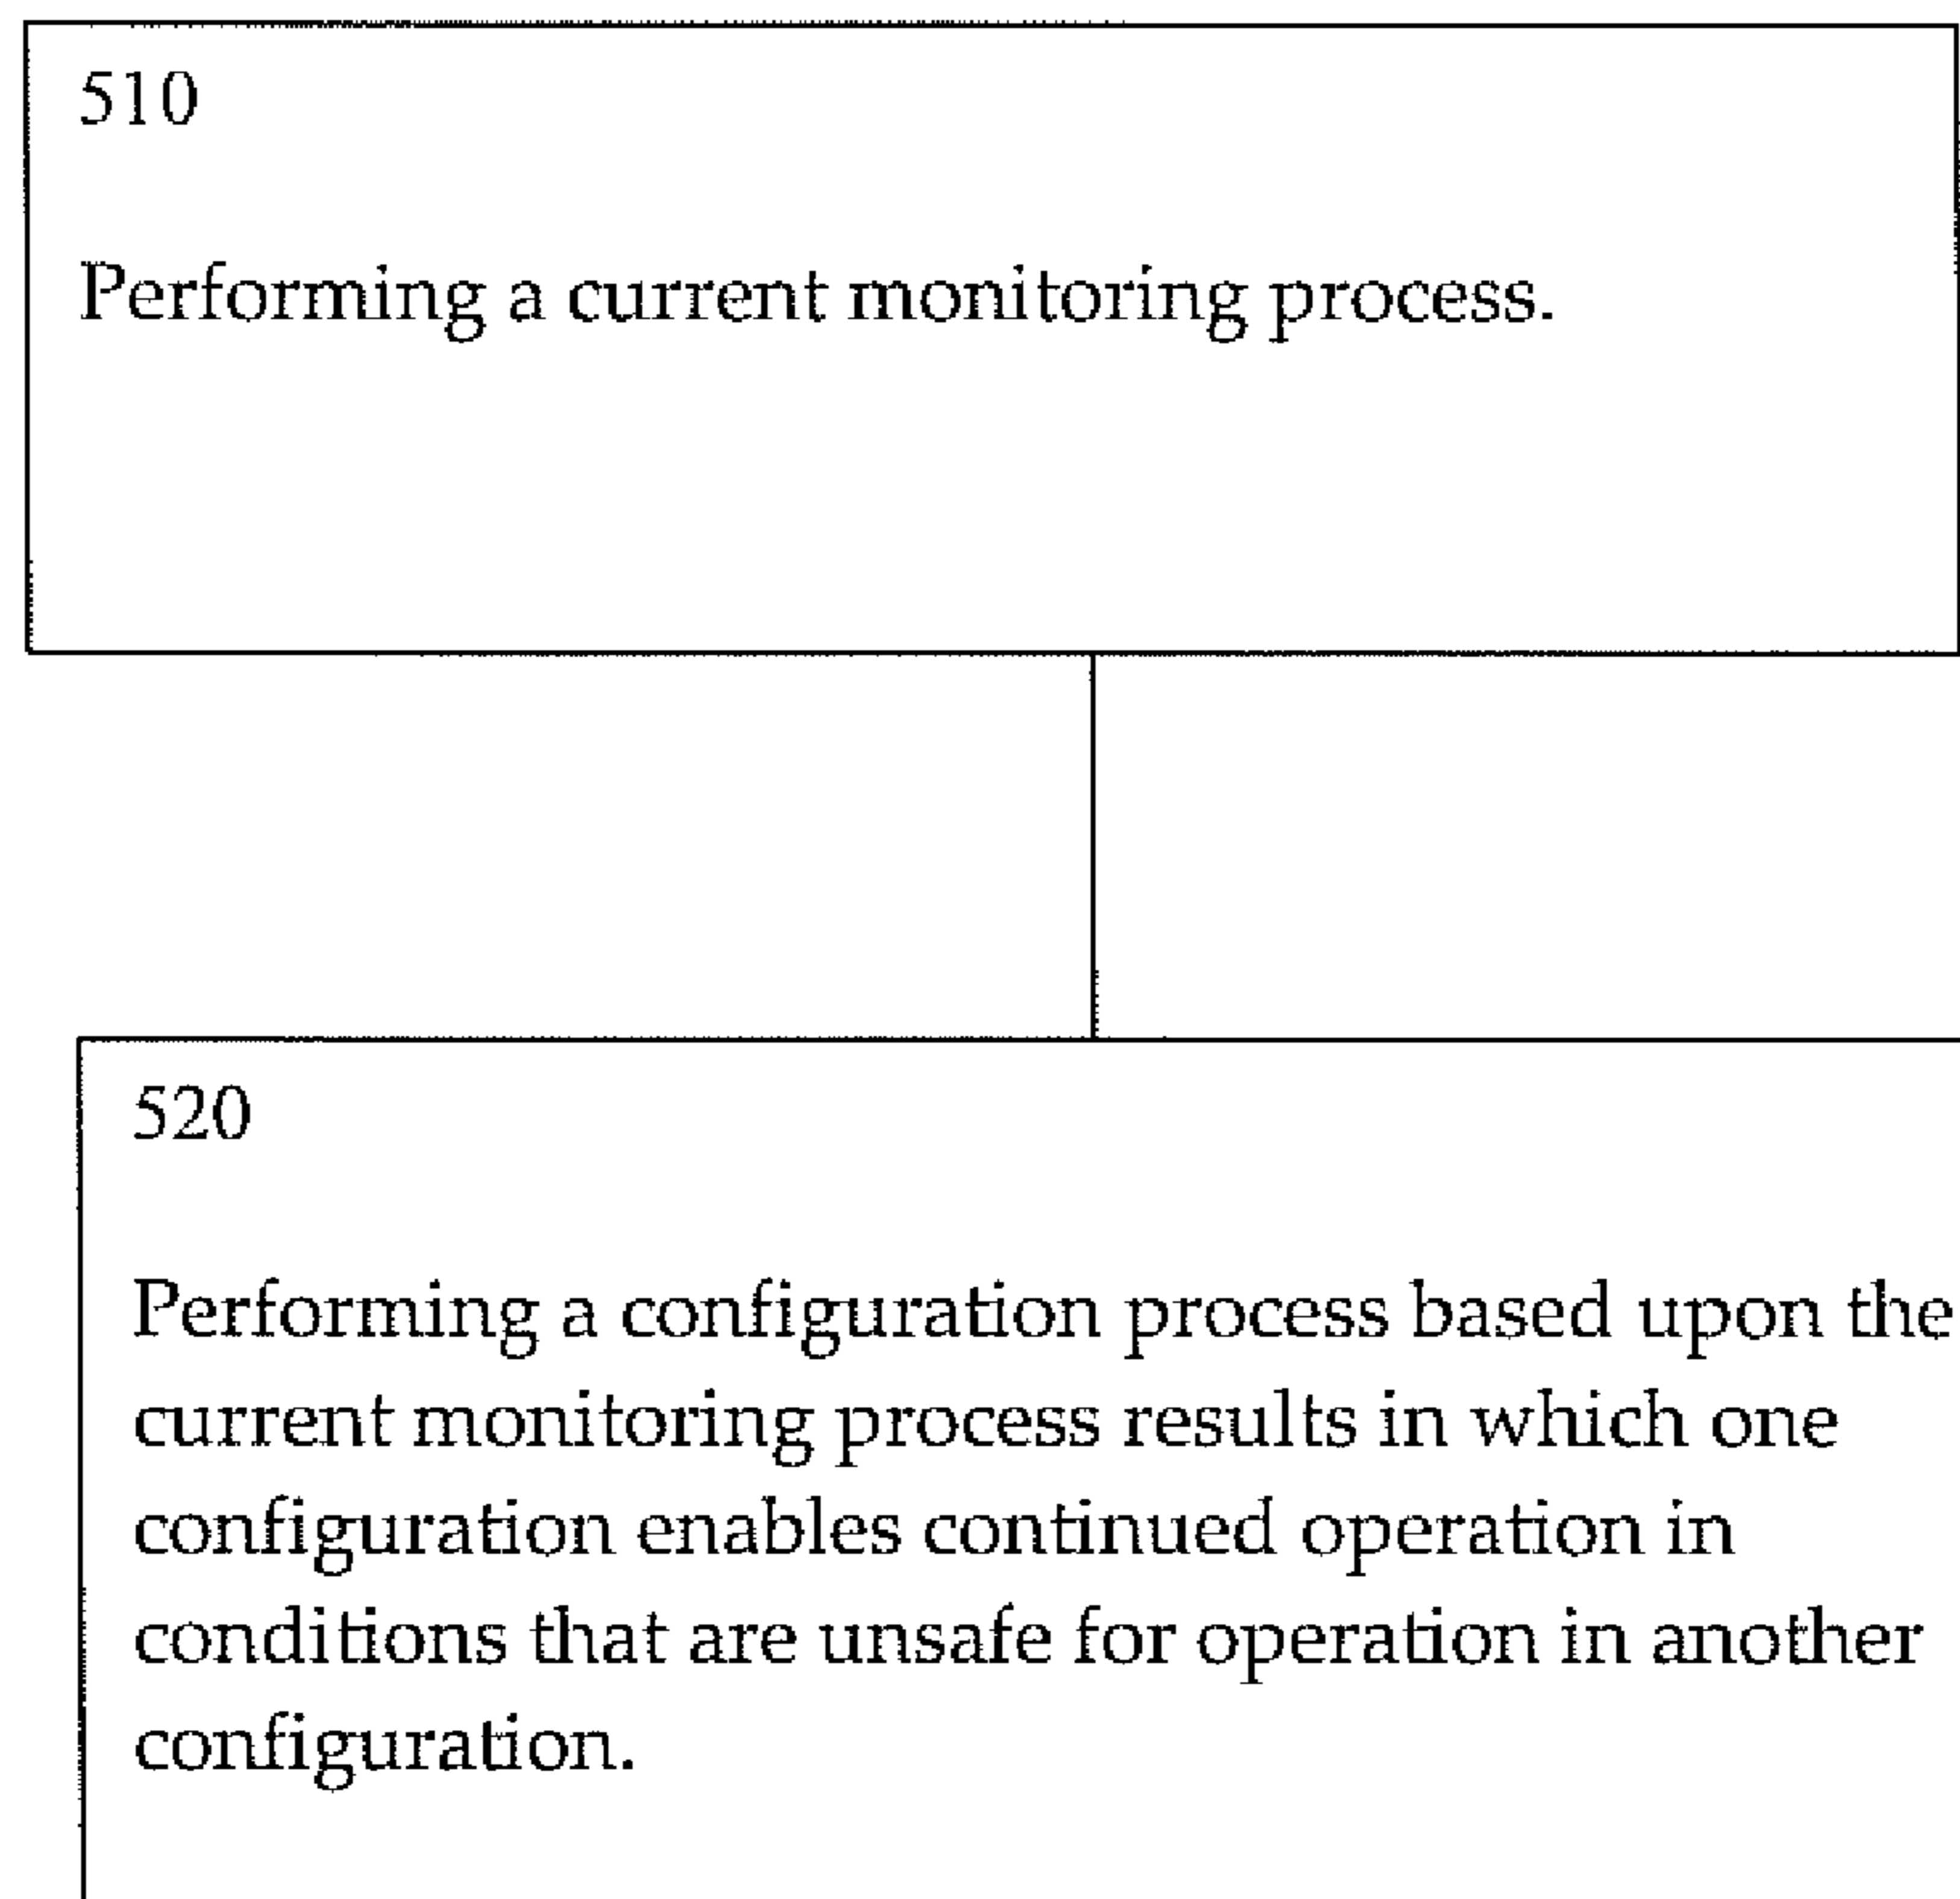 510
Performing a current monitoring process.
520
Performing a configuration process based upon the
current monitoring process results in which one
configuration enables continued operation in
conditions that are unsafe for operation in another
configuration.